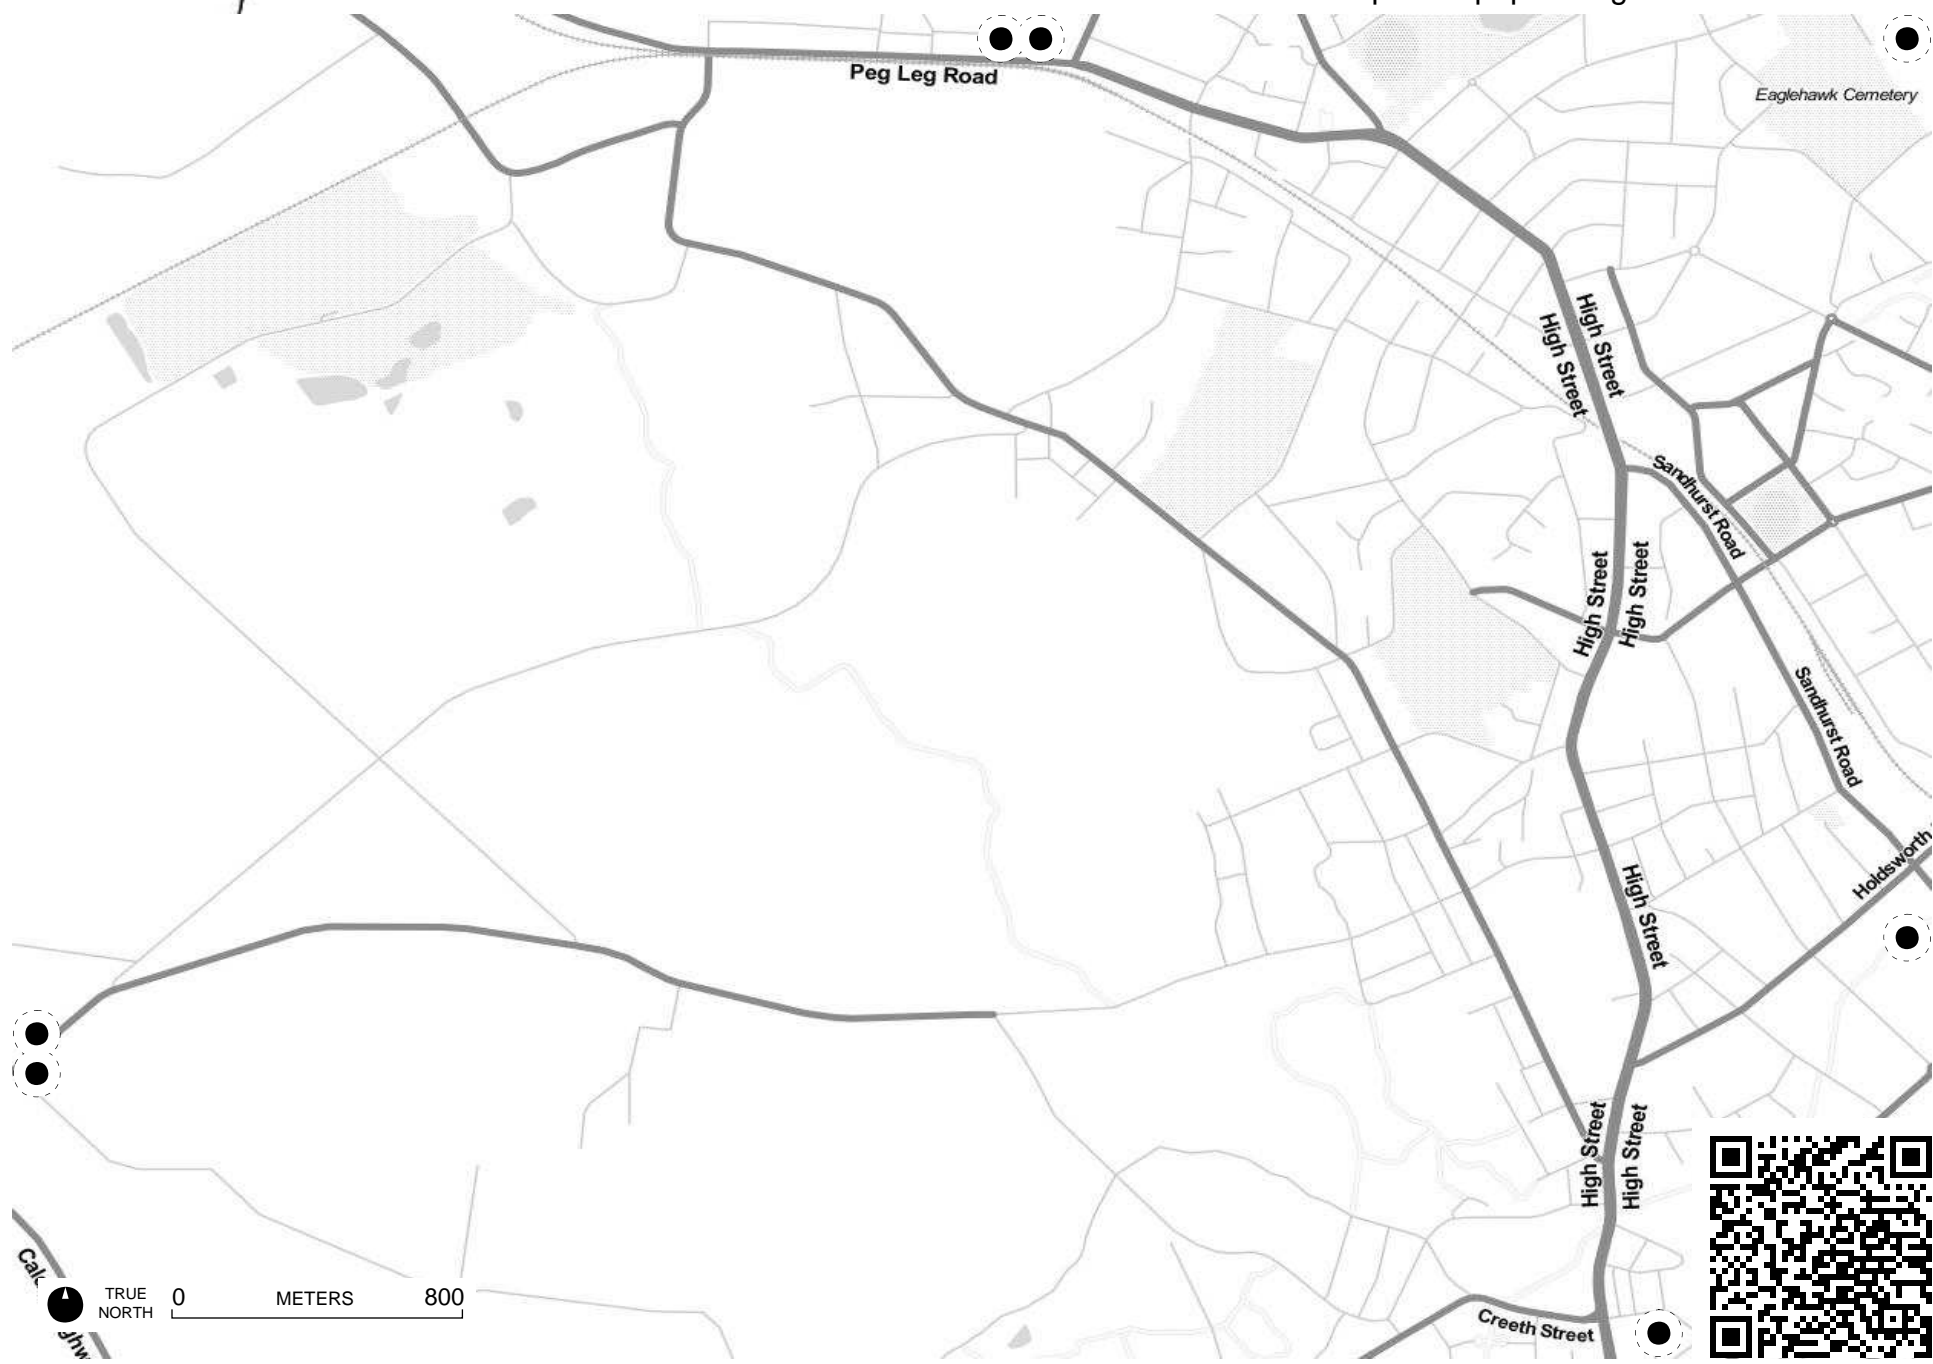 Peg Leg Road
Eaglehawk Cemetery
High Street
High Street
Sandhurst Road
High Street
High Street
Sandhurst Road
Holdsworth
High Street
High Street
High Street
TRUE
NORTH
0 METERS 800
Creeth Street